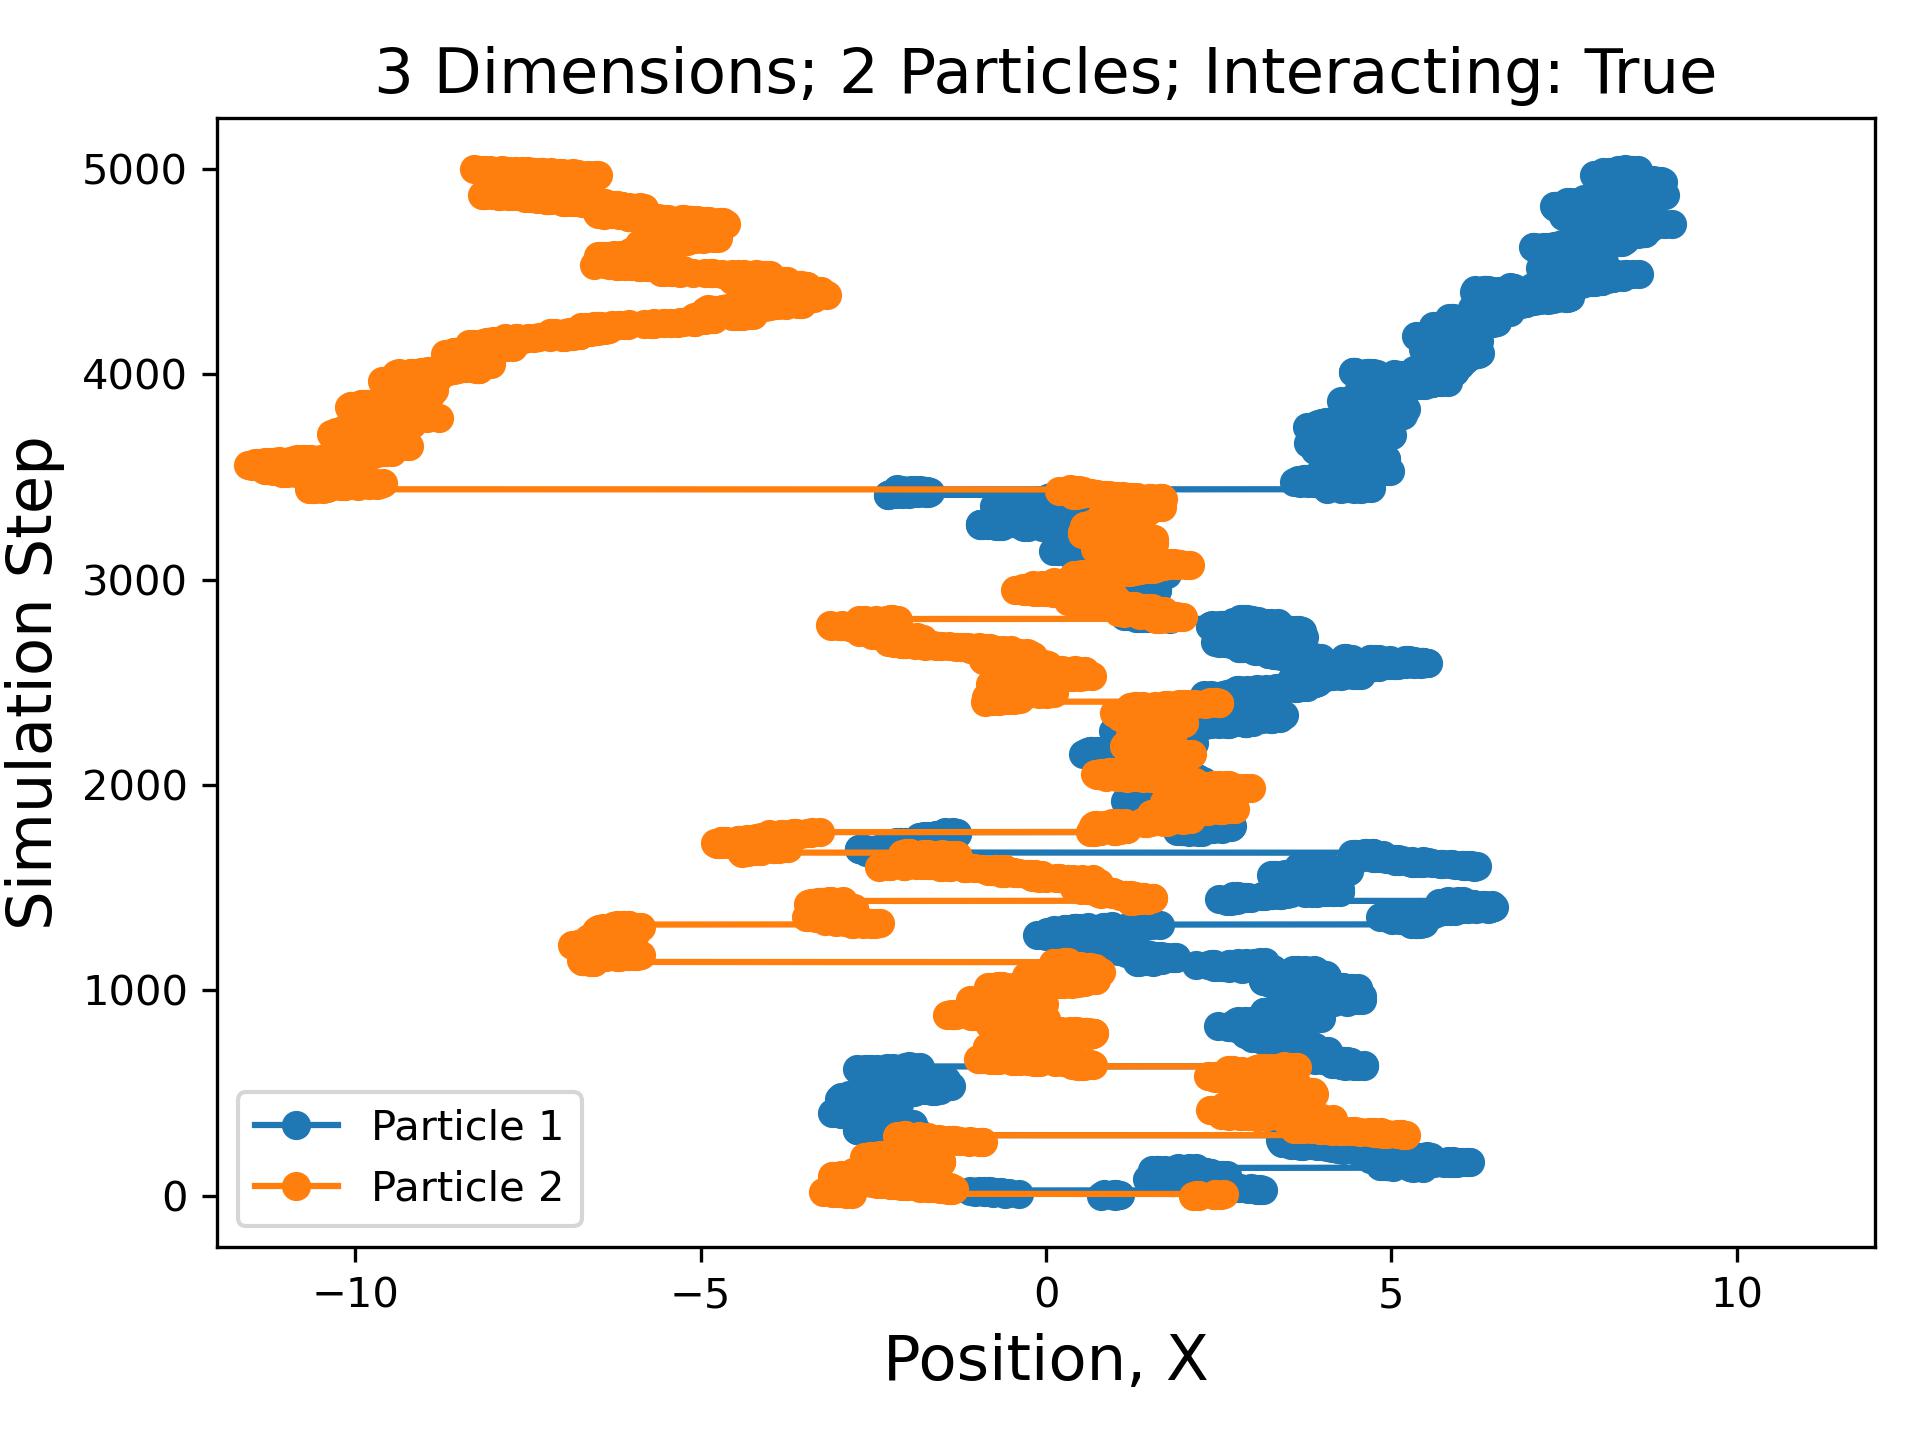 3 Dimensions; 2 Particles; Interacting: True
Simulation Step
5000
4000
3000
2000
1000
0
Particle 1
Particle 2
−10
−5
0
5
10
Position, X